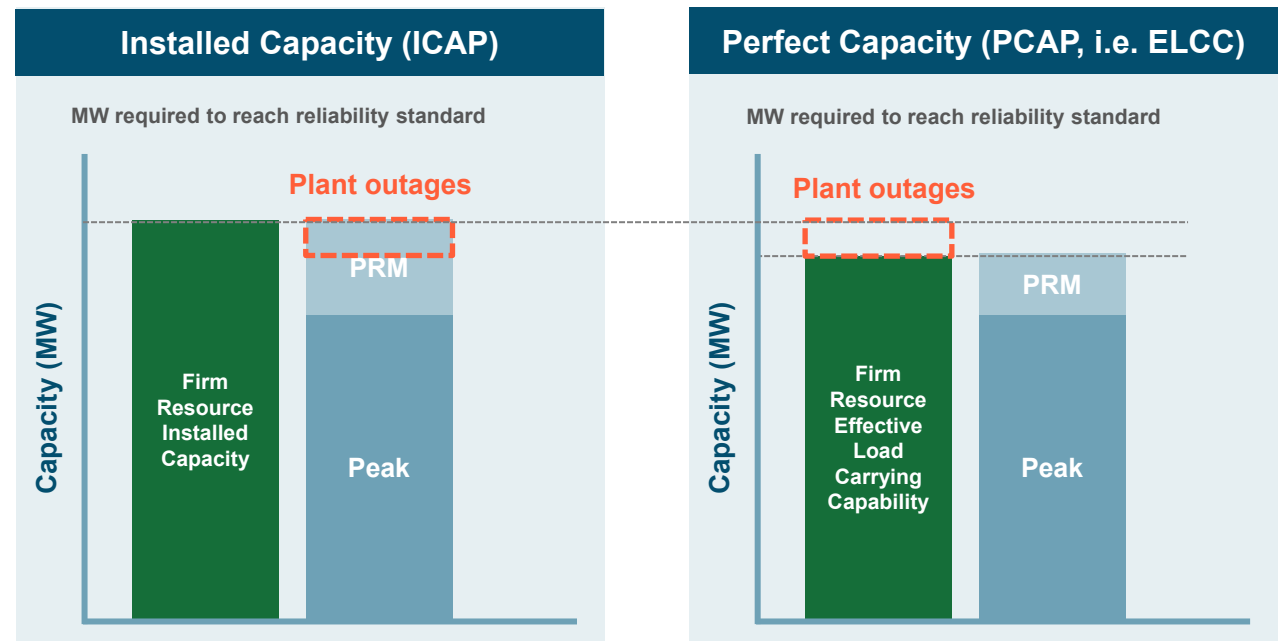 Installed Capacity (ICAP)
MW required to reach reliability standard
Capacity (MW)
Plant outages
Firm
Resource
Installed
Capacity
PRM
Peak
Perfect Capacity (PCAP, i.e. ELCC)
MW required to reach reliability standard
Capacity (MW)
Plant outages
Firm
Resource
Effective
Load
Carrying
Capability
PRM
Peak